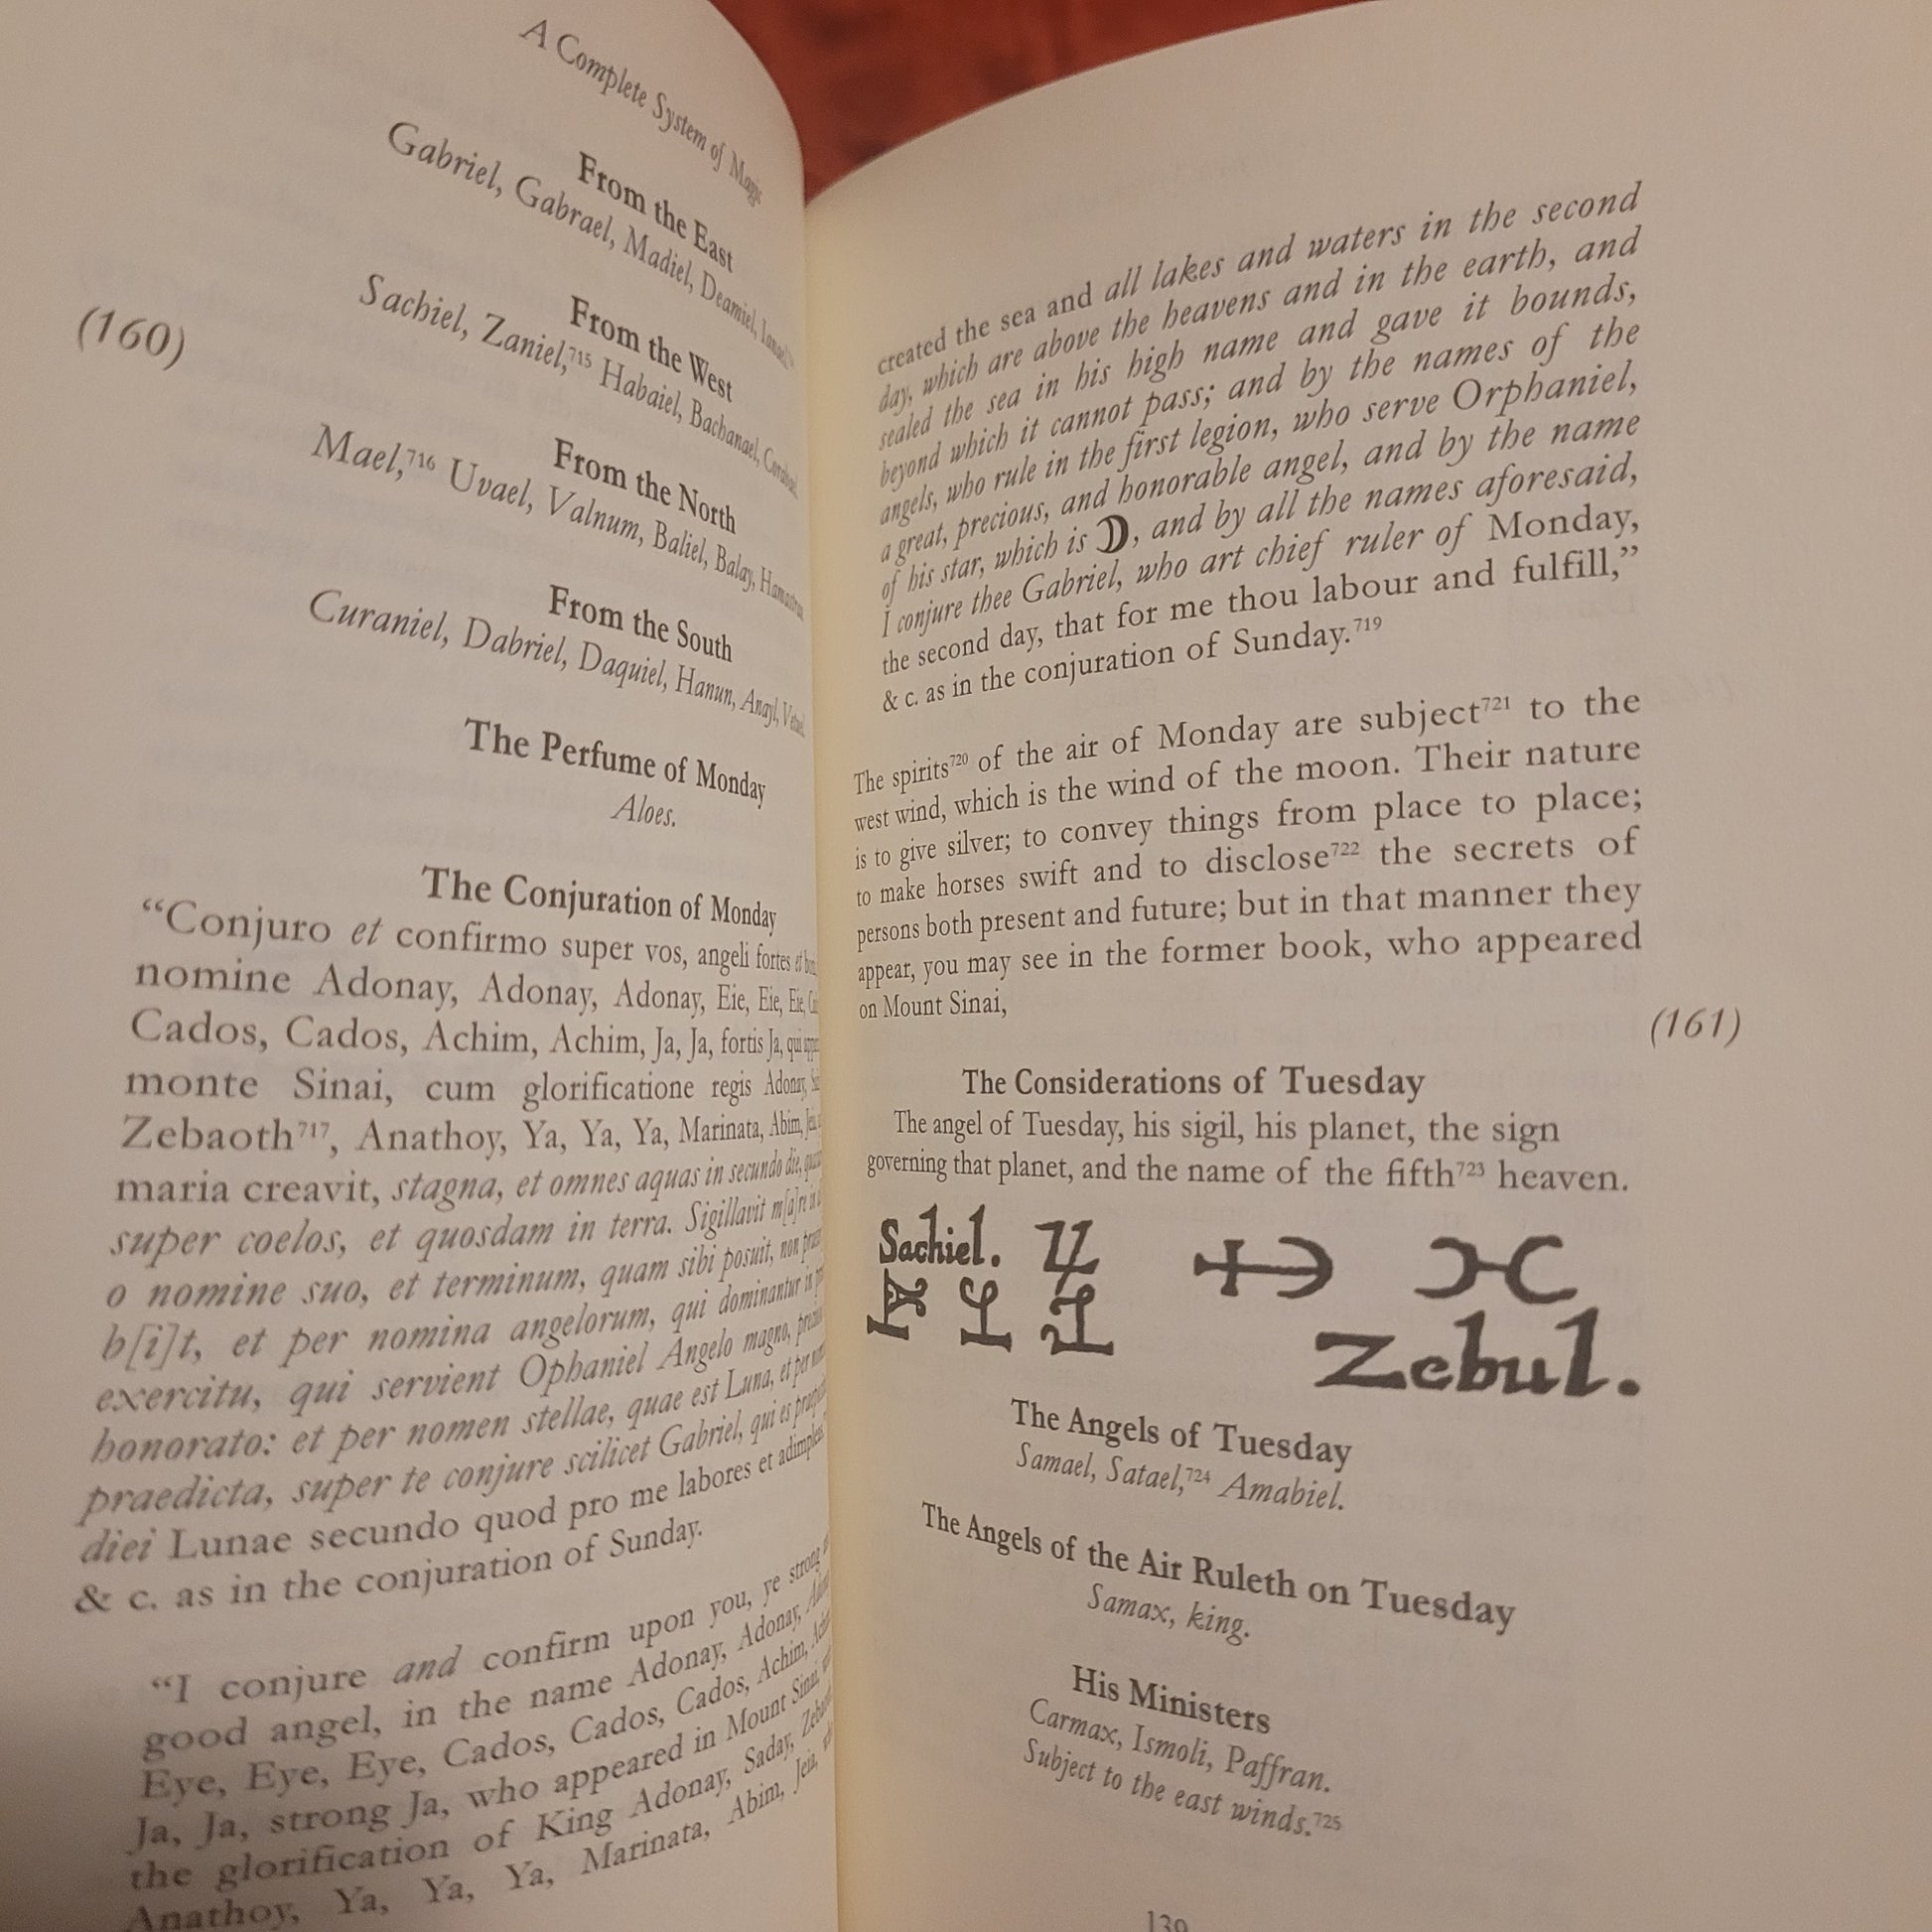 A Complete System of Magic
From the East
Gabriel, Gabrael, Madiel, Deamiel,
From the West
(160)
Sachiel, Zaniel,⁷¹⁵ Habaiel, Bachanael,
From the North
Mael,⁷¹⁶ Uvael, Valnum, Baliel, Balay,
From the South
Curaniel, Dabriel, Daquiel, Hanun, Anayl,
The Perfume of Monday
Aloes.
The Conjuration of Monday
“Conjuro et confirmo super vos, angeli fortes et
nomine Adonay, Adonay, Adonay, Eie, Eie, Eie,
Cados, Cados, Achim, Achim, Ja, Ja, fortis Ja, qui
monte Sinai, cum glorificatione regis Adonay,
Zebaoth⁷¹⁷, Anathoy, Ya, Ya, Ya, Marinata, Abim,
maria creavit, stagna, et omnes aquas in secundo die,
super coelos, et quosdam in terra. Sigillavit m[a]re
o nomine suo, et terminum, quam sibi posuit, non
b[i]t, et per nomina angelorum, qui dominantur in
exercitu, qui servient Ophaniel Angelo magno,
honorato: et per nomen stellae, quae est Luna, et per
praedicta, super te conjure scilicet Gabriel, qui es
diei Lunae secundo quod pro me labores et adimpleas”
& c. as in the conjuration of Sunday.
“I conjure and confirm upon you, ye strong
good angel, in the name Adonay, Adonay,
Eye, Eye, Eye, Cados, Cados, Cados, Achim,
Ja, Ja, strong Ja, who appeared in Mount Sinai,
the glorification of King Adonay, Saday,
Anathoy, Ya, Ya, Ya, Marinata, Abim, Jeia,
created the sea and all lakes and waters in the second
day, which are above the heavens and in the earth, and
sealed the sea in his high name and gave it bounds,
beyond which it cannot pass; and by the names of the
angels, who rule in the first legion, who serve Orphaniel,
a great, precious, and honorable angel, and by the name
of his star, which is ☽, and by all the names aforesaid,
I conjure thee Gabriel, who art chief ruler of Monday,
the second day, that for me thou labour and fulfill,”
& c. as in the conjuration of Sunday.⁷¹⁹
The spirits⁷²⁰ of the air of Monday are subject⁷²¹ to the
west wind, which is the wind of the moon. Their nature
is to give silver; to convey things from place to place;
to make horses swift and to disclose⁷²² the secrets of
persons both present and future; but in that manner they
appear, you may see in the former book, who appeared
on Mount Sinai,
(161)
The Considerations of Tuesday
The angel of Tuesday, his sigil, his planet, the sign
governing that planet, and the name of the fifth⁷²³ heaven.
Sachiel.
Zebul.
The Angels of Tuesday
Samael, Satael,⁷²⁴ Amabiel.
The Angels of the Air Ruleth on Tuesday
Samax, king.
His Ministers
Carmax, Ismoli, Paffran.
Subject to the east winds.⁷²⁵
139